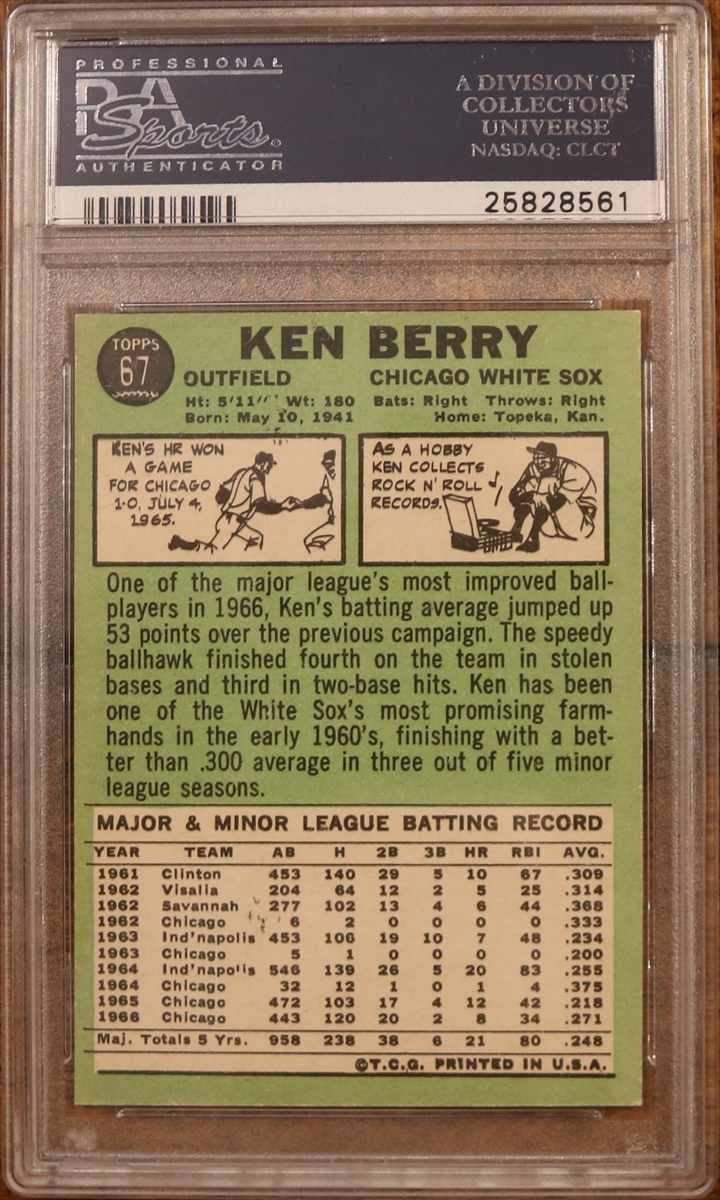 PROFESSIONAL
PSA
Sports.
AUTHENTICATOR
A DIVISION OF
COLLECTORS
UNIVERSE
NASDAQ: CLCT
25828561
TOPPS
67
KEN BERRY
OUTFIELD CHICAGO WHITE SOX
Ht: 5'11" Wt: 180 Bats: Right Throws: Right
Born: May 10, 1941 Home: Topeka, Kan.
KEN'S HR WON
A GAME
FOR CHICAGO
1-0, JULY 4,
1965.
AS A HOBBY
KEN COLLECTS
ROCK N' ROLL
RECORDS.
One of the major league's most improved ball-
players in 1966, Ken's batting average jumped up
53 points over the previous campaign. The speedy
ballhawk finished fourth on the team in stolen
bases and third in two-base hits. Ken has been
one of the White Sox's most promising farm-
hands in the early 1960's, finishing with a bet-
ter than .300 average in three out of five minor
league seasons.
MAJOR & MINOR LEAGUE BATTING RECORD
YEAR TEAM AB H 2B 3B HR RBI AVG.
1961 Clinton 453 140 29 5 10 67 .309
1962 Visalia 204 64 12 2 5 25 .314
1962 Savannah 277 102 13 4 6 44 .368
1962 Chicago 6 2 0 0 0 0 .333
1963 Ind'napolis 453 106 19 10 7 48 .234
1963 Chicago 5 1 0 0 0 0 .200
1964 Ind'napolis 546 139 26 5 20 83 .255
1964 Chicago 32 12 1 0 1 4 .375
1965 Chicago 472 103 17 4 12 42 .218
1966 Chicago 443 120 20 2 8 34 .271
Maj. Totals 5 Yrs. 958 238 38 6 21 80 .248
©T.C.G. PRINTED IN U.S.A.